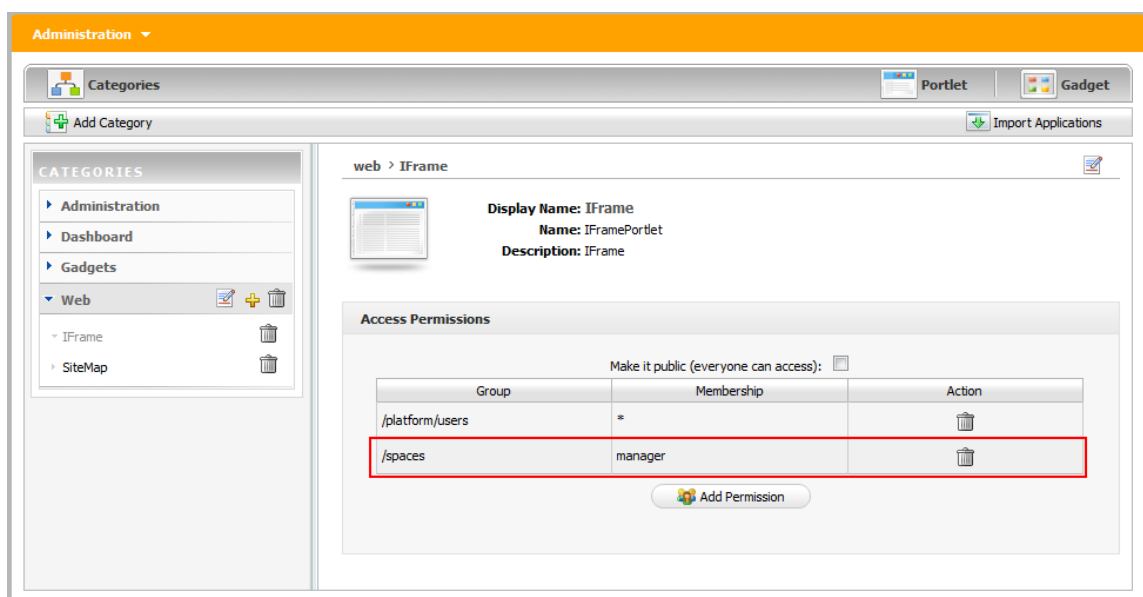 Administration
Categories
Portlet
Gadget
Add Category
Import Applications
CATEGORIES
Administration
Dashboard
Gadgets
Web
IFrame
SiteMap
web > IFrame
Display Name: IFrame
Name: IFramePortlet
Description: IFrame
Access Permissions
Make it public (everyone can access):
Group Membership Action
/platform/users *
/spaces manager
Add Permission